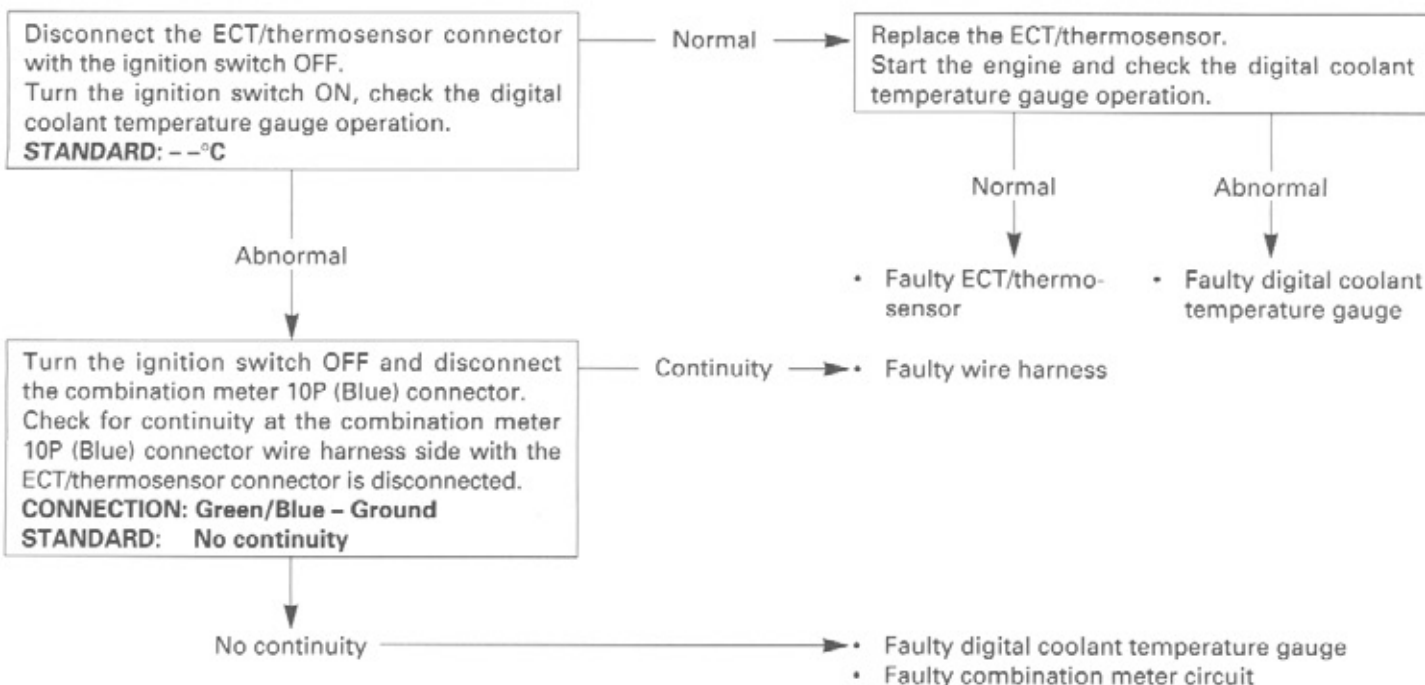 Disconnect the ECT/thermosensor connector
with the ignition switch OFF.
Turn the ignition switch ON, check the digital
coolant temperature gauge operation.
STANDARD: – –°C
Normal
Replace the ECT/thermosensor.
Start the engine and check the digital coolant
temperature gauge operation.
Normal
Abnormal
• Faulty ECT/thermo-
sensor
• Faulty digital coolant
temperature gauge
Abnormal
Turn the ignition switch OFF and disconnect
the combination meter 10P (Blue) connector.
Check for continuity at the combination meter
10P (Blue) connector wire harness side with the
ECT/thermosensor connector is disconnected.
CONNECTION: Green/Blue – Ground
STANDARD: No continuity
Continuity
• Faulty wire harness
No continuity
• Faulty digital coolant temperature gauge
• Faulty combination meter circuit